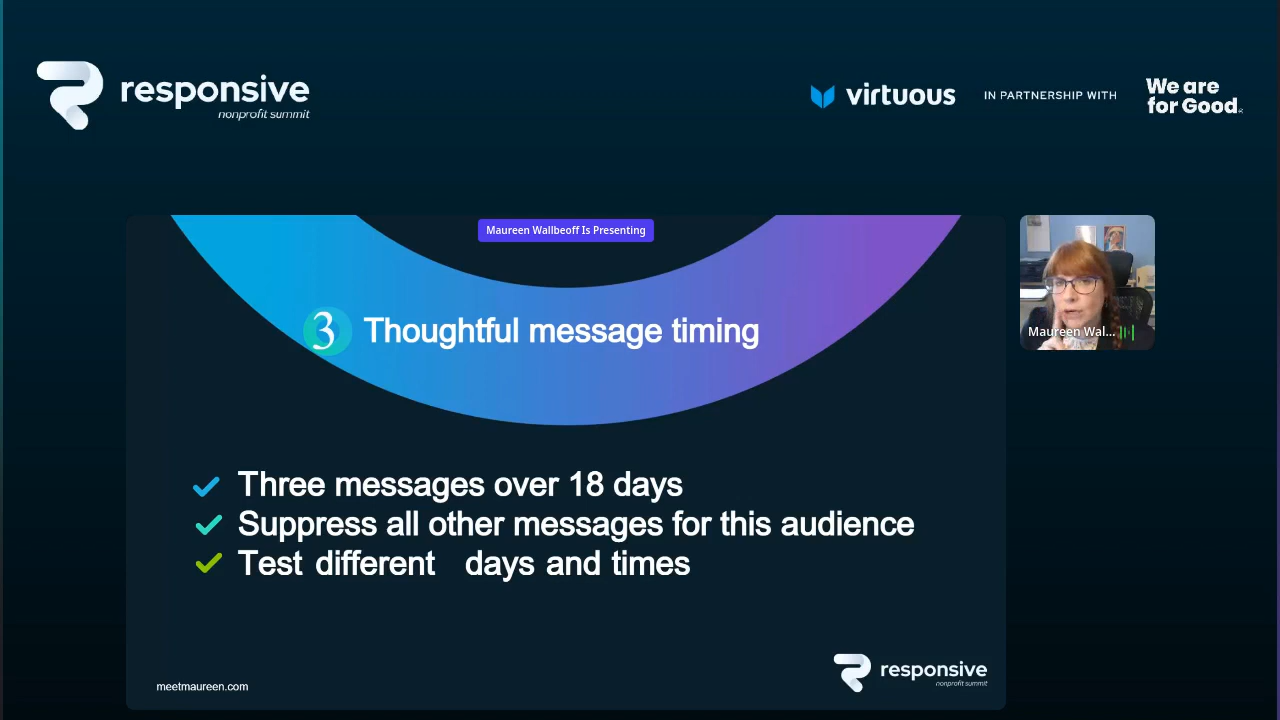 responsive
nonprofit summit
virtuous
IN PARTNERSHIP WITH
We are
for Good.
Maureen Wallbeoff Is Presenting
3 Thoughtful message timing
Maureen Wal...
Three messages over 18 days
Suppress all other messages for this audience
Test different days and times
meetmaureen.com
responsive
nonprofit summit